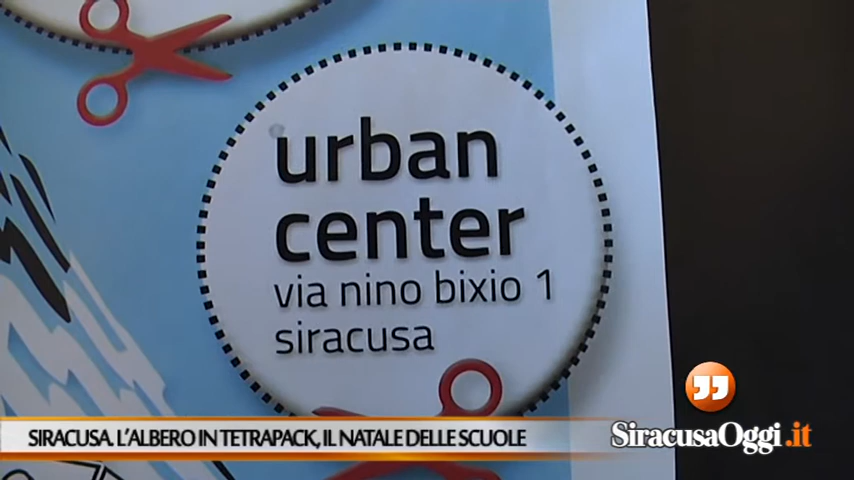 urban
center
via nino bixio 1
siracusa
SIRACUSA. L'ALBERO IN TETRAPACK, IL NATALE DELLE SCUOLE
SiracusaOggi.it